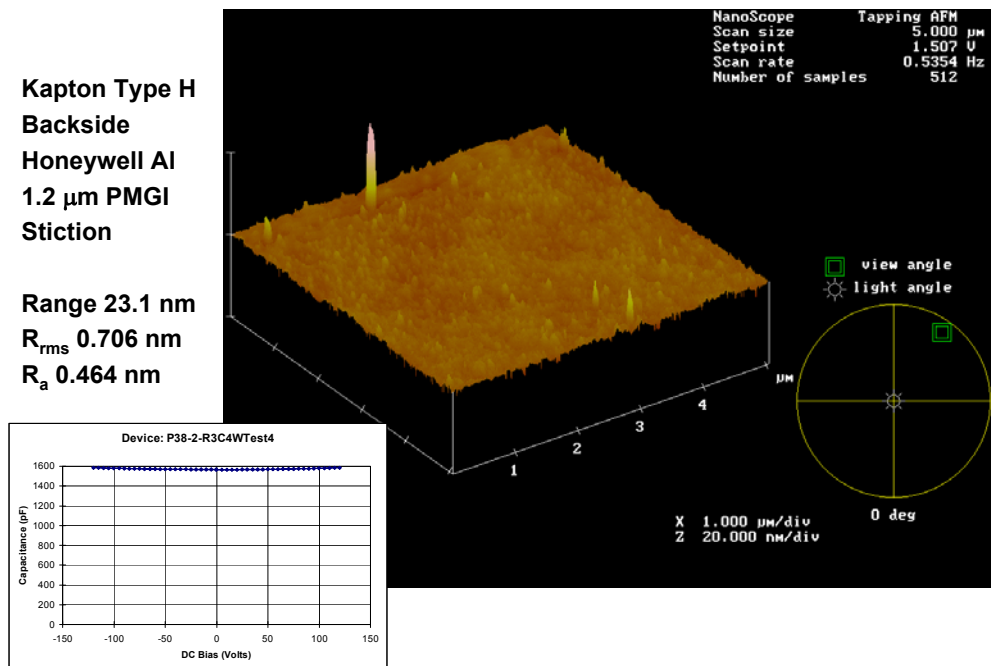 Kapton Type H
Backside
Honeywell Al
1.2 μm PMGI
Stiction
Range 23.1 nm
Rrms 0.706 nm
Ra 0.464 nm
NanoScope Tapping AFM
Scan size 5.000 μm
Setpoint 1.507 V
Scan rate 0.5354 Hz
Number of samples 512
view angle
light angle
μm
4
3
2
1
X 1.000 μm/div
Z 20.000 nm/div
0 deg
Device: P38-2-R3C4WTest4
Capacitance (pF)
1600
1400
1200
1000
800
600
400
200
0
-150 -100 -50 0 50 100 150
DC Bias (Volts)